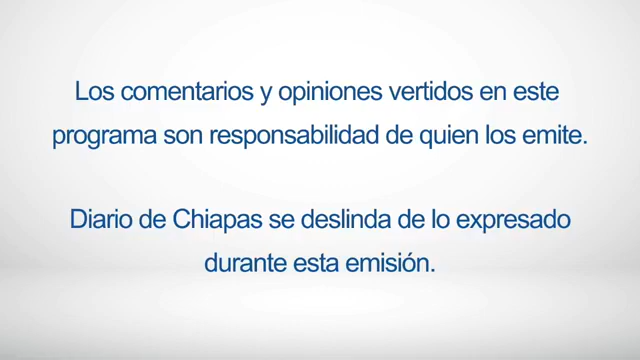 Los comentarios y opiniones vertidos en este
programa son responsabilidad de quien los emite.
Diario de Chiapas se deslinda de lo expresado
durante esta emisión.